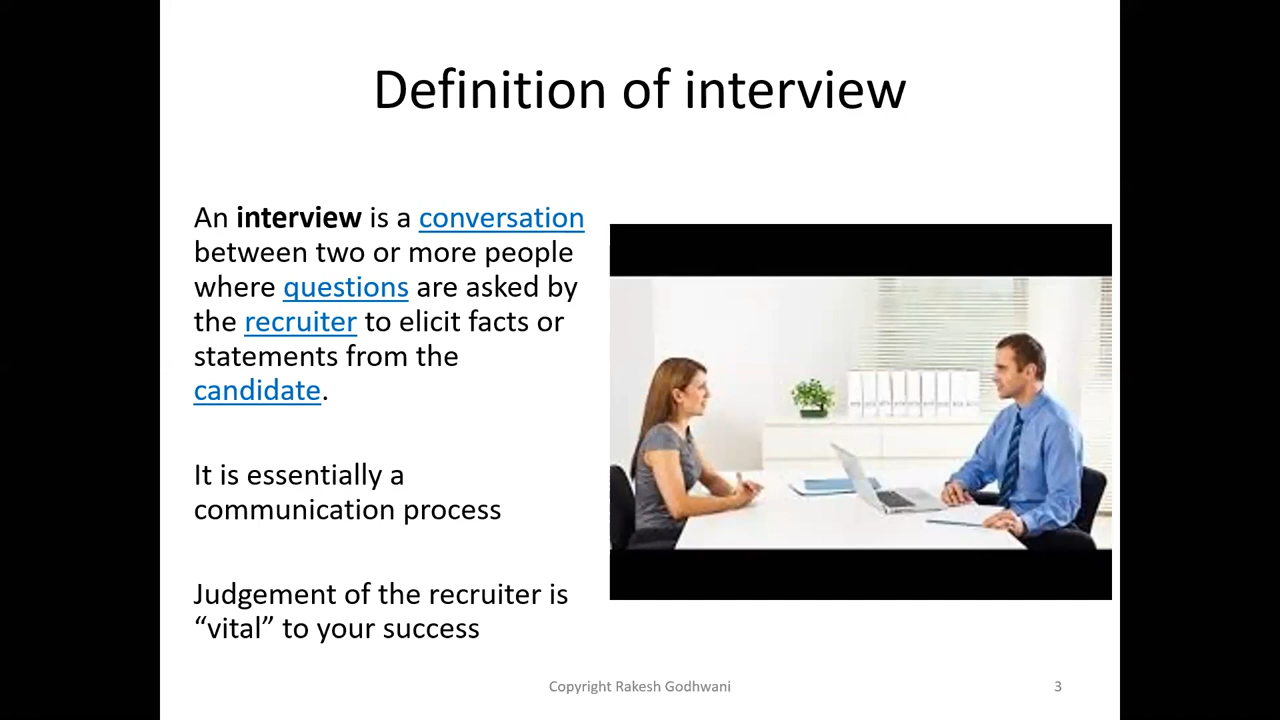 Definition of interview
An interview is a conversation
between two or more people
where questions are asked by
the recruiter to elicit facts or
statements from the
candidate.
It is essentially a
communication process
Judgement of the recruiter is
“vital” to your success
Copyright Rakesh Godhwani
3